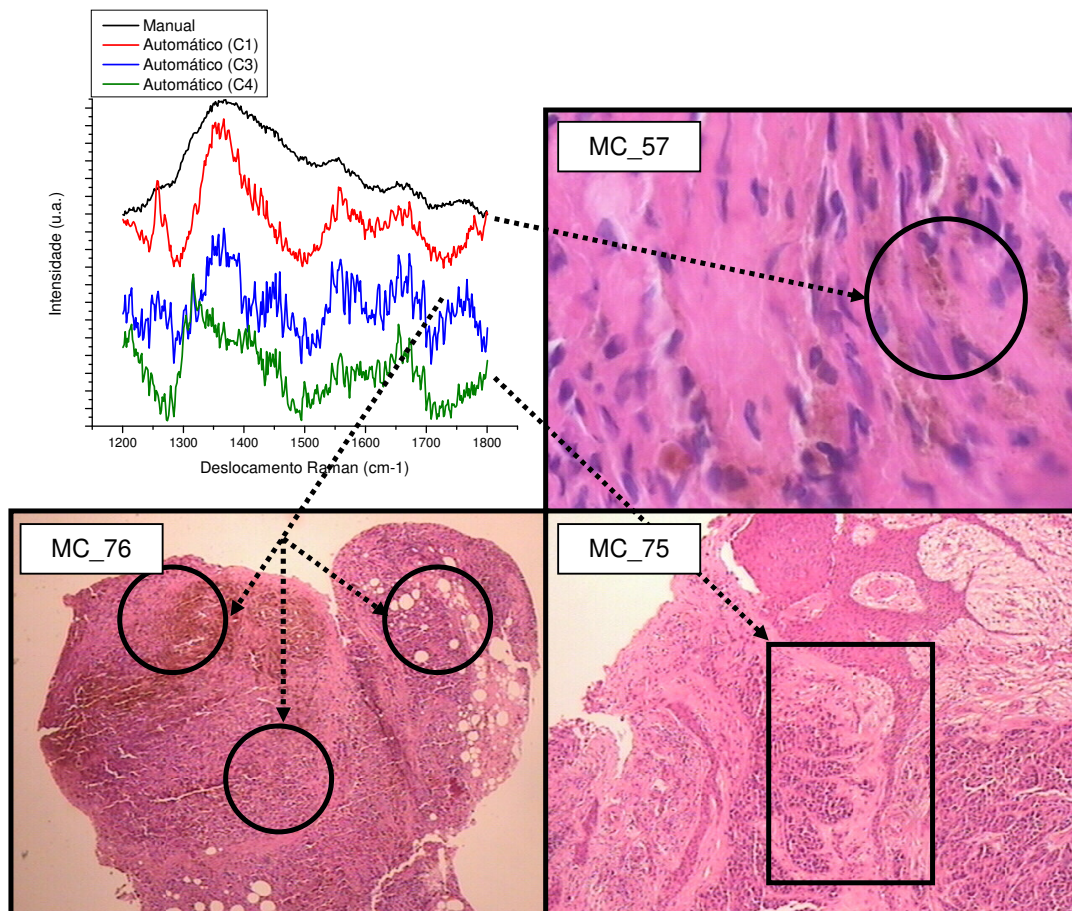 Manual
Automático (C1)
Automático (C3)
Automático (C4)
Intensidade (u.a.)
1200 1300 1400 1500 1600 1700 1800
Deslocamento Raman (cm-1)
MC_57
MC_76
MC_75